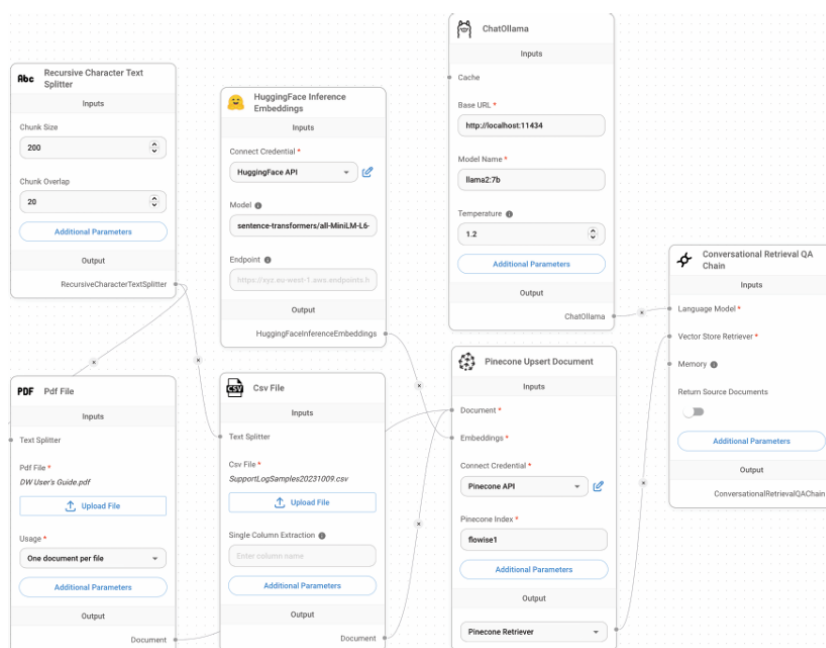 Abc
Recursive Character Text
Splitter
Inputs
Chunk Size
200
Chunk Overlap
20
Additional Parameters
Output
RecursiveCharacterTextSplitter
PDF
Pdf File
Inputs
Text Splitter
Pdf File *
DW User's Guide.pdf
Upload File
Usage *
One document per file
Additional Parameters
Output
Document
HuggingFace Inference
Embeddings
Inputs
Connect Credential *
HuggingFace API
Model
sentence-transformers/all-MiniLM-L6-
Endpoint
https://xyz.eu-west-1.aws.endpoints.h
Output
HuggingFaceInferenceEmbeddings
CSV
Csv File
Inputs
Text Splitter
Csv File *
SupportLogSamples20231009.csv
Upload File
Single Column Extraction
Enter column name
Additional Parameters
Output
Document
ChatOllama
Inputs
Cache
Base URL *
http://localhost:11434
Model Name *
llama2:7b
Temperature
1.2
Additional Parameters
Output
ChatOllama
Pinecone Upsert Document
Inputs
Document *
Embeddings *
Connect Credential *
Pinecone API
Pinecone Index *
flowise1
Additional Parameters
Output
Pinecone Retriever
Conversational Retrieval QA
Chain
Inputs
Language Model *
Vector Store Retriever *
Memory
Return Source Documents
Additional Parameters
Output
ConversationalRetrievalQAChain